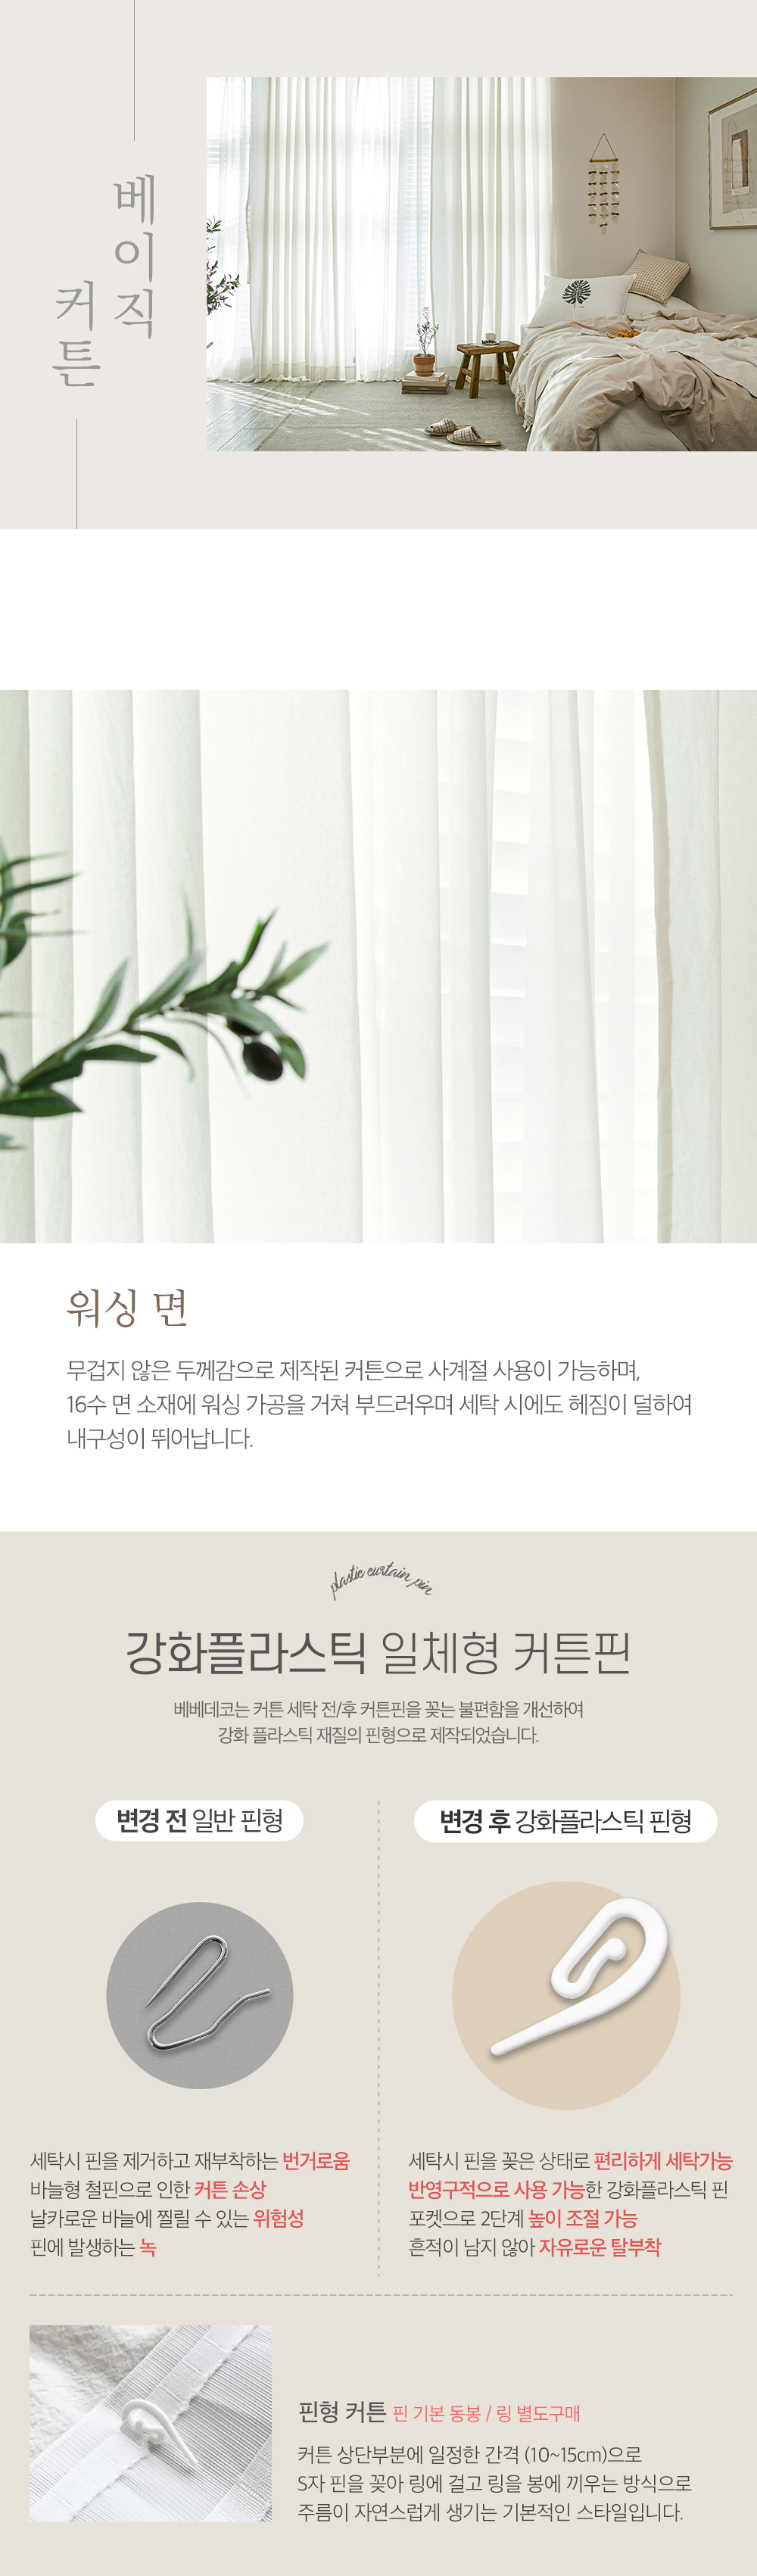 베이직
커튼
워싱 면
무겁지 않은 두께감으로 제작된 커튼으로 사계절 사용이 가능하며,
16수 면 소재에 워싱 가공을 거쳐 부드러우며 세탁 시에도 헤짐이 덜하여
내구성이 뛰어납니다.
plastic curtain pin
강화플라스틱 일체형 커튼핀
베베데코는 커튼 세탁 전/후 커튼핀을 꽂는 불편함을 개선하여
강화 플라스틱 재질의 핀형으로 제작되었습니다.
변경 전 일반 핀형
세탁시 핀을 제거하고 재부착하는 번거로움
바늘형 철핀으로 인한 커튼 손상
날카로운 바늘에 찔릴 수 있는 위험성
핀에 발생하는 녹
변경 후 강화플라스틱 핀형
세탁시 핀을 꽂은 상태로 편리하게 세탁가능
반영구적으로 사용 가능한 강화플라스틱 핀
포켓으로 2단계 높이 조절 가능
흔적이 남지 않아 자유로운 탈부착
핀형 커튼 핀 기본 동봉 / 링 별도구매
커튼 상단부분에 일정한 간격 (10~15cm)으로
S자 핀을 꽂아 링에 걸고 링을 봉에 끼우는 방식으로
주름이 자연스럽게 생기는 기본적인 스타일입니다.